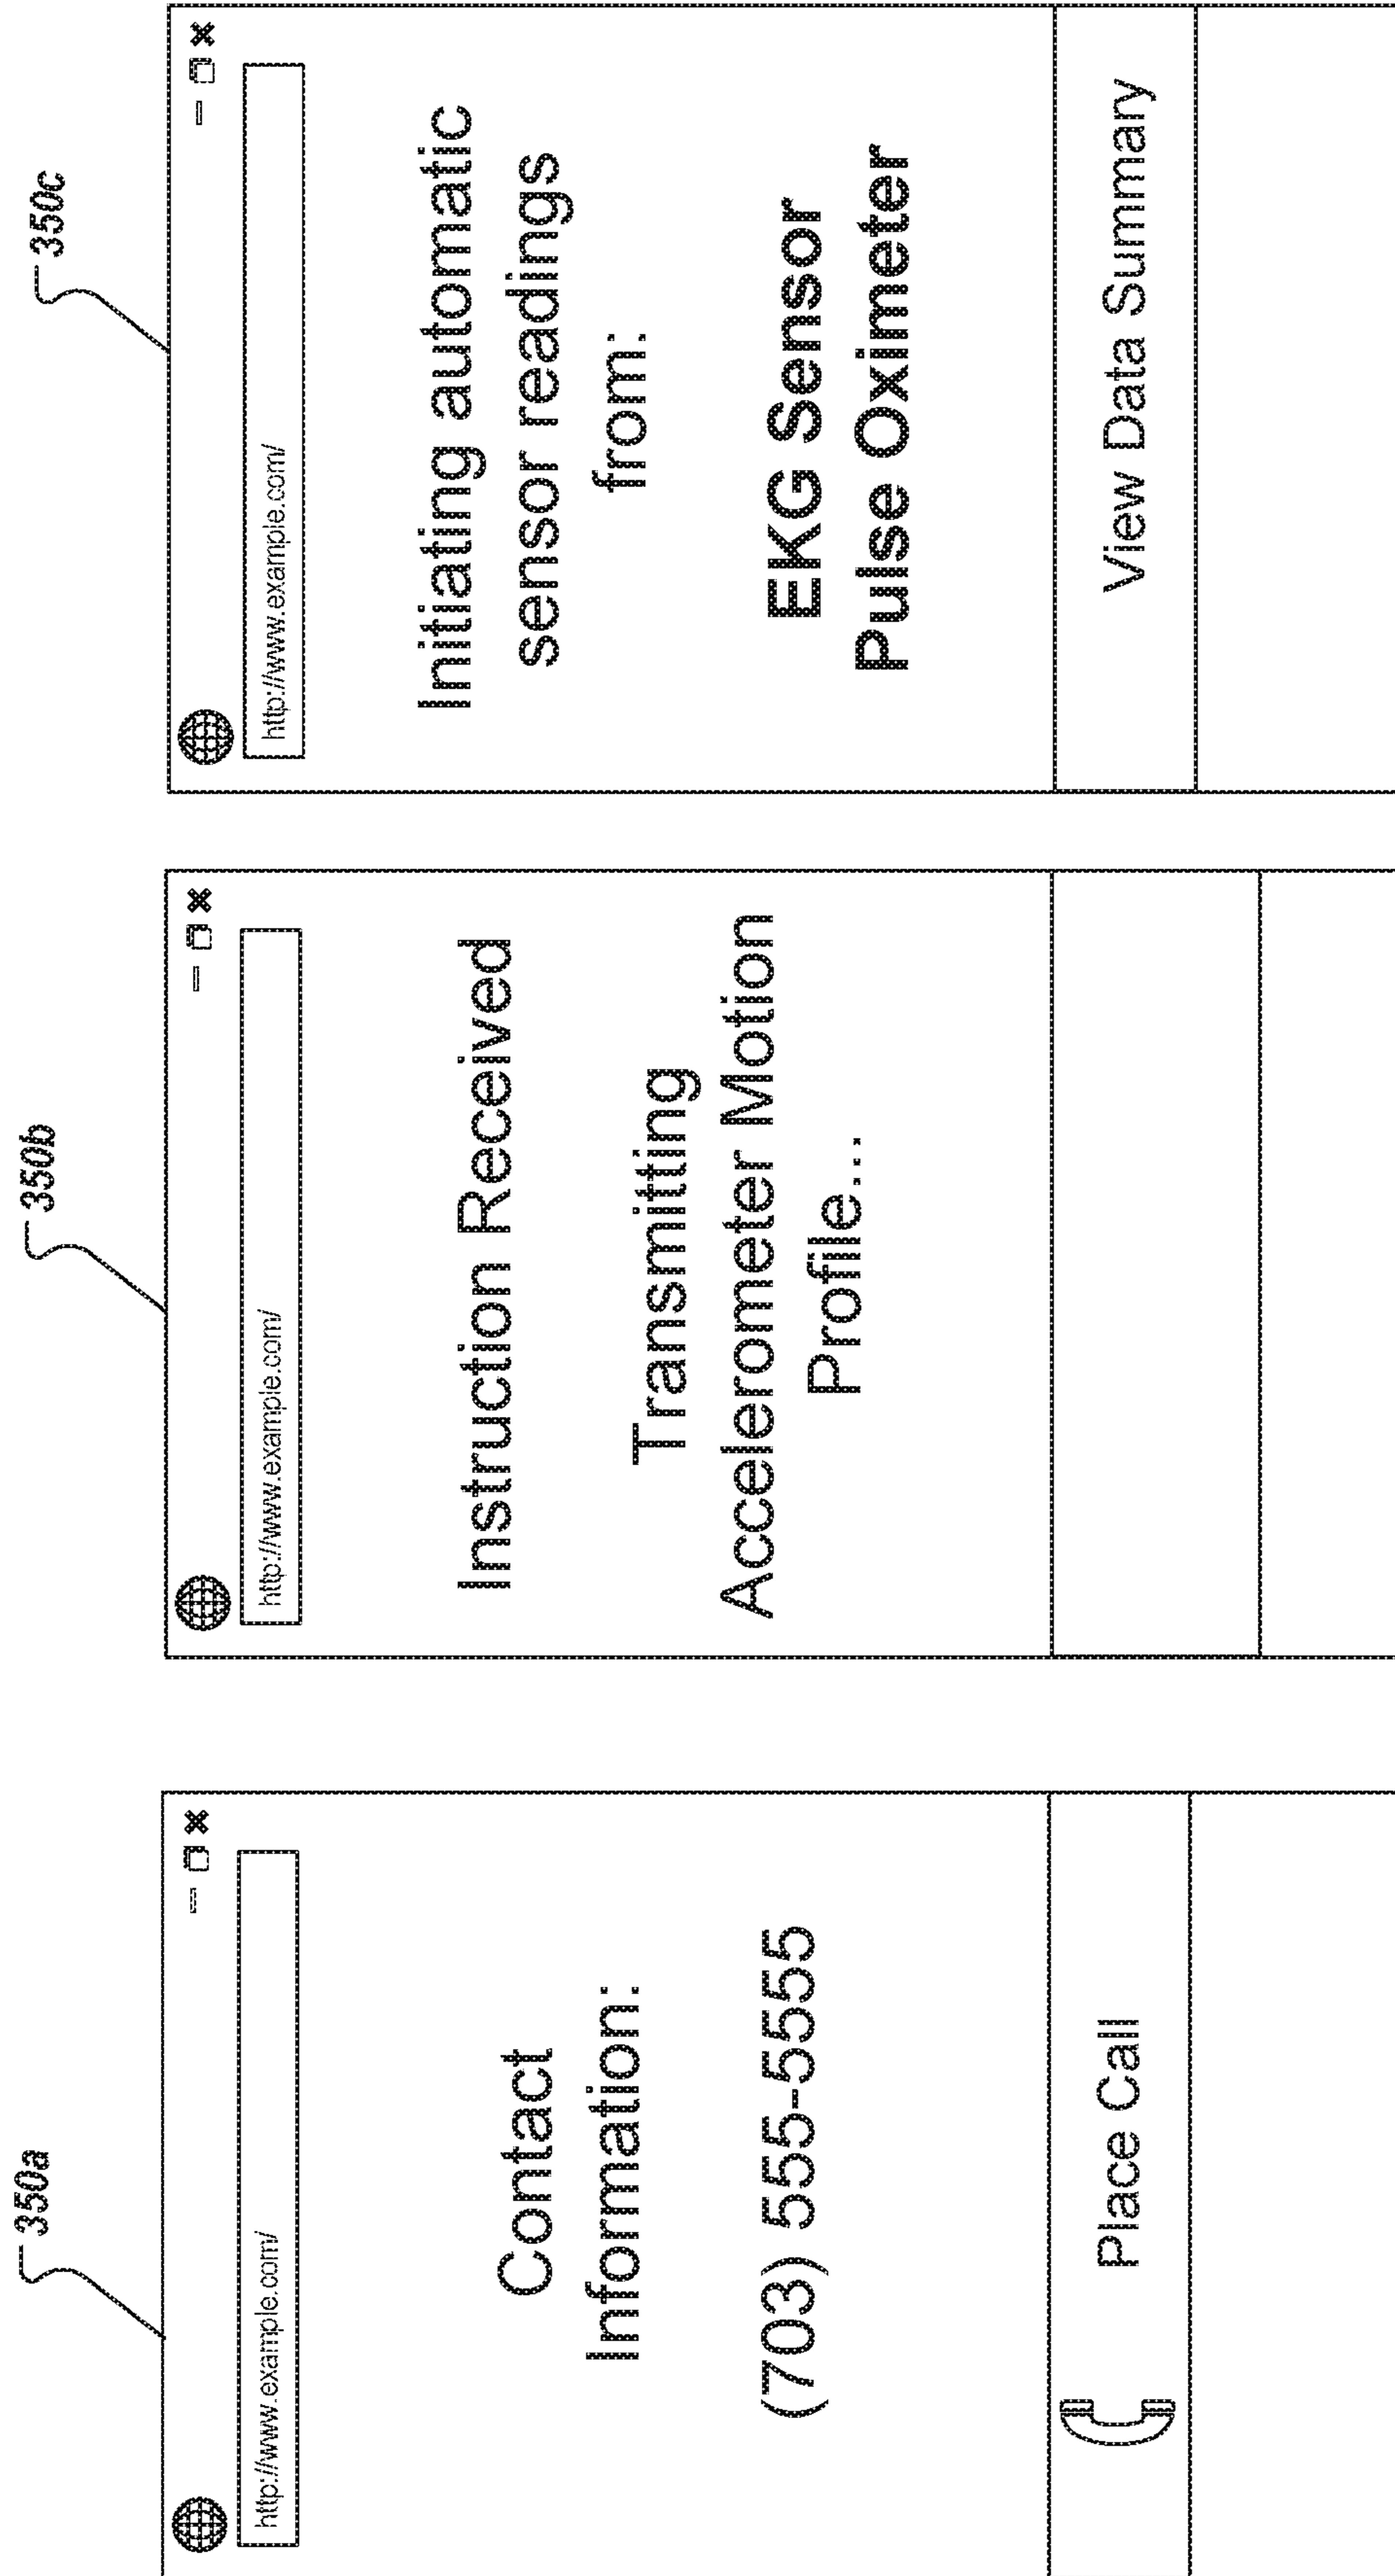 350a
http://www.example.com/
Contact
Information:
(703) 555-5555
Place Call
350b
http://www.example.com/
Instruction Received
Transmitting
Accelerometer Motion
Profile...
350c
http://www.example.com/
Initiating automatic
sensor readings
from:
EKG Sensor
Pulse Oximeter
View Data Summary